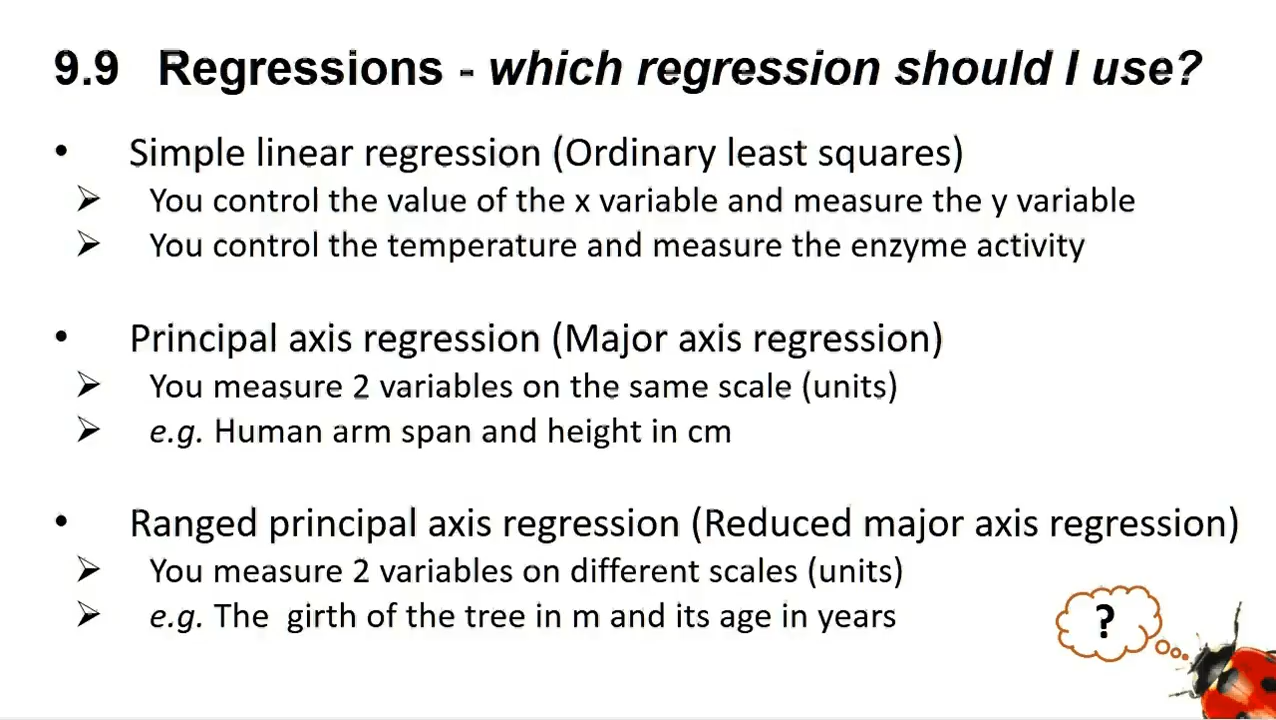 9.9 Regressions - which regression should I use?
• Simple linear regression (Ordinary least squares)
➢ You control the value of the x variable and measure the y variable
➢ You control the temperature and measure the enzyme activity
• Principal axis regression (Major axis regression)
➢ You measure 2 variables on the same scale (units)
➢ e.g. Human arm span and height in cm
• Ranged principal axis regression (Reduced major axis regression)
➢ You measure 2 variables on different scales (units)
➢ e.g. The girth of the tree in m and its age in years
?